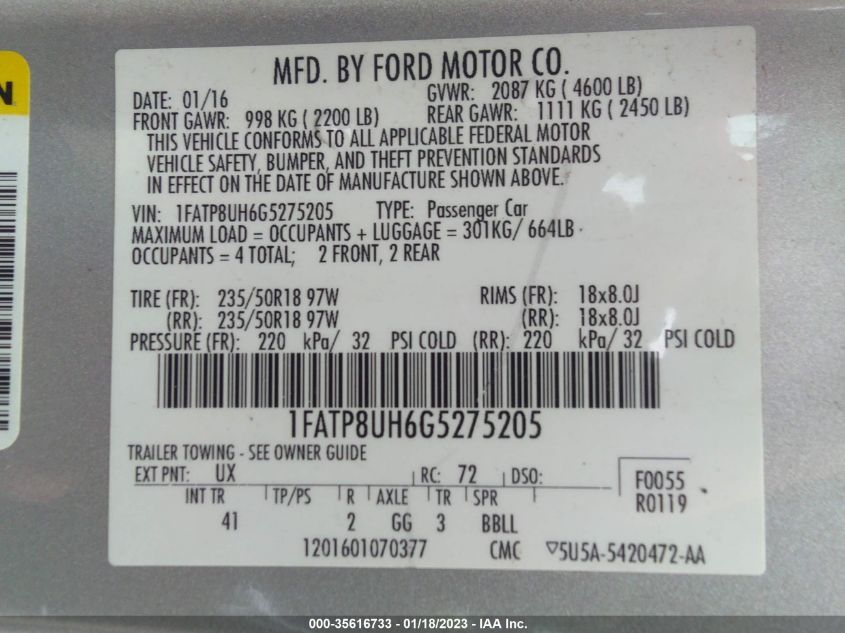 N
MFD. BY FORD MOTOR CO.
DATE: 01/16 GVWR: 2087 KG ( 4600 LB)
FRONT GAWR: 998 KG ( 2200 LB) REAR GAWR: 1111 KG ( 2450 LB)
THIS VEHICLE CONFORMS TO ALL APPLICABLE FEDERAL MOTOR
VEHICLE SAFETY, BUMPER, AND THEFT PREVENTION STANDARDS
IN EFFECT ON THE DATE OF MANUFACTURE SHOWN ABOVE.
VIN: 1FATP8UH6G5275205 TYPE: Passenger Car
MAXIMUM LOAD = OCCUPANTS + LUGGAGE = 301KG/ 664LB
OCCUPANTS = 4 TOTAL; 2 FRONT, 2 REAR
TIRE (FR): 235/50R18 97W RIMS (FR): 18x8.0J
(RR): 235/50R18 97W (RR): 18x8.0J
PRESSURE (FR): 220 kPa/ 32 PSI COLD (RR): 220 kPa/ 32 PSI COLD
1FATP8UH6G5275205
TRAILER TOWING - SEE OWNER GUIDE
EXT PNT: UX RC: 72 DSO: F0055
R0119
INT TR TP/PS R AXLE TR SPR
41 2 GG 3 BBLL
1201601070377 CMC ▽5U5A-5420472-AA
000-35616733 - 01/18/2023 - IAA Inc.